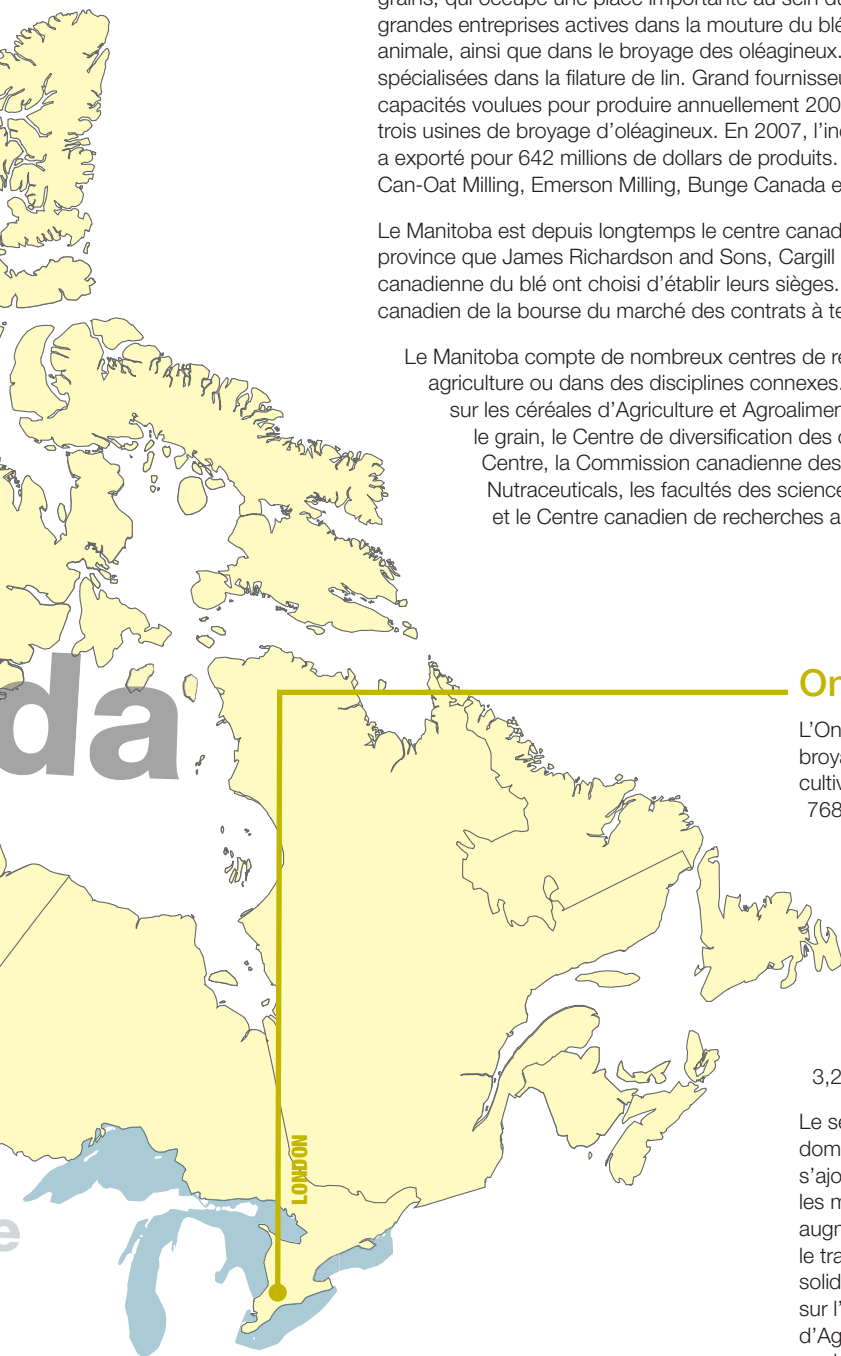 grains, qui occupe une place importante au sein du
grandes entreprises actives dans la mouture du blé
animale, ainsi que dans le broyage des oléagineux.
spécialisées dans la filature de lin. Grand fournisseu
capacités voulues pour produire annuellement 200
trois usines de broyage d’oléagineux. En 2007, l’in
a exporté pour 642 millions de dollars de produits.
Can-Oat Milling, Emerson Milling, Bunge Canada e
Le Manitoba est depuis longtemps le centre canad
province que James Richardson and Sons, Cargill
canadienne du blé ont choisi d’établir leurs sièges.
canadien de la bourse du marché des contrats à te
Le Manitoba compte de nombreux centres de re
agriculture ou dans des disciplines connexes.
sur les céréales d’Agriculture et Agroalimen
le grain, le Centre de diversification des
Centre, la Commission canadienne des
Nutraceuticals, les facultés des science
et le Centre canadien de recherches a
da
On
L’On
broya
cultiv
768
3,2
LONDON
e
Le se
dom
s’ajo
les m
augn
le tra
solid
sur l’
d’Ag